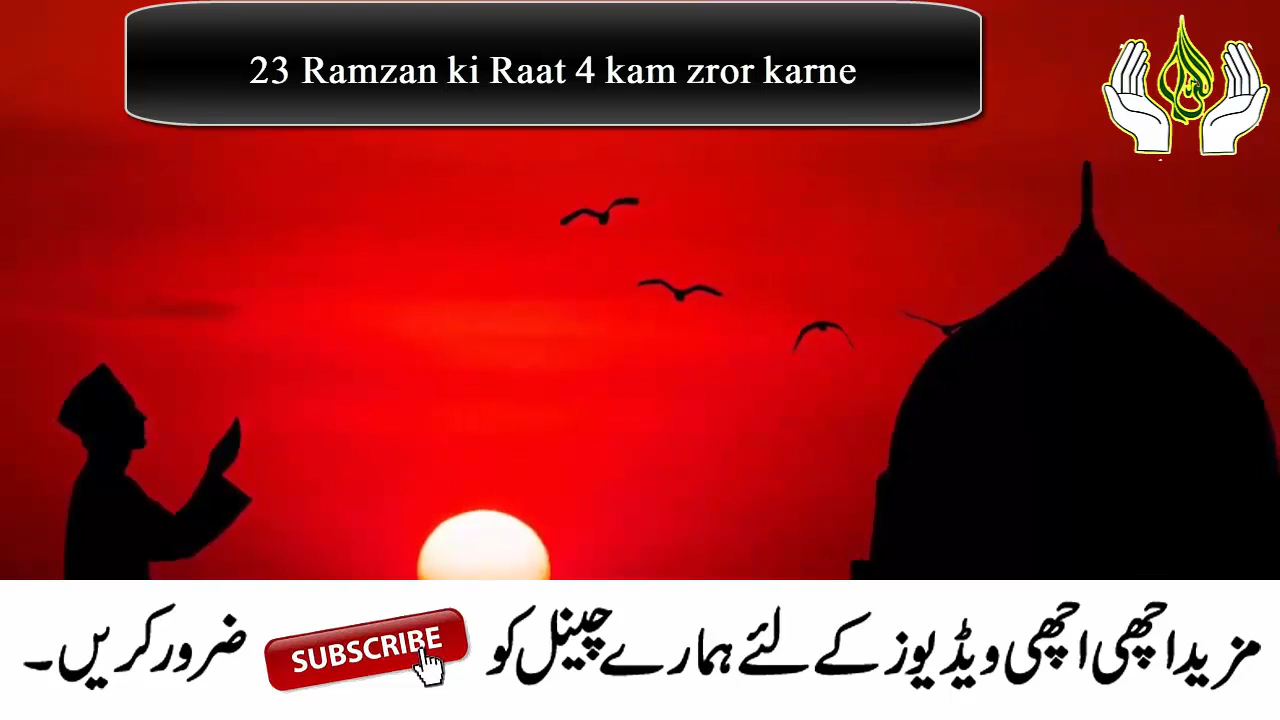 23 Ramzan ki Raat 4 kam zror karne
مزید اچھی اچھی ویڈیوز کے لئے ہمارے چینل کو SUBSCRIBE ضرور کریں۔